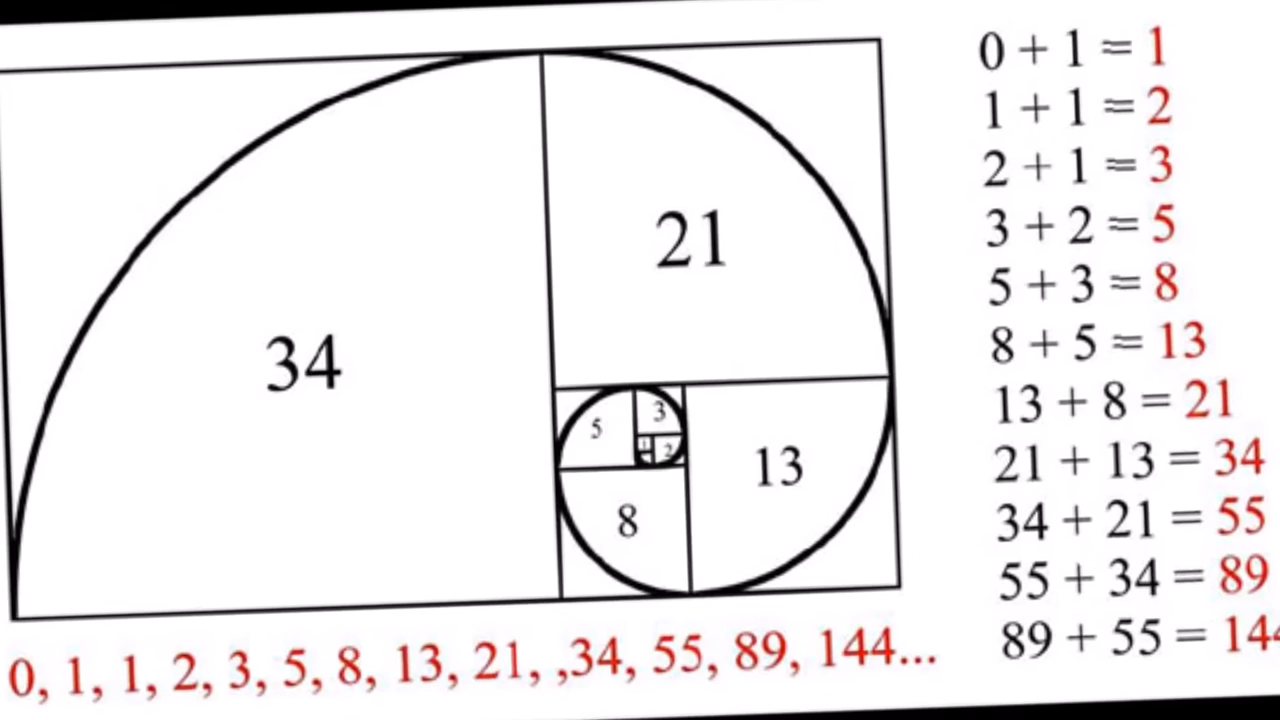 34
21
5
3
1
2
8
13
0, 1, 1, 2, 3, 5, 8, 13, 21, ,34, 55, 89, 144...
0 + 1 = 1
1 + 1 = 2
2 + 1 = 3
3 + 2 = 5
5 + 3 = 8
8 + 5 = 13
13 + 8 = 21
21 + 13 = 34
34 + 21 = 55
55 + 34 = 89
89 + 55 = 144